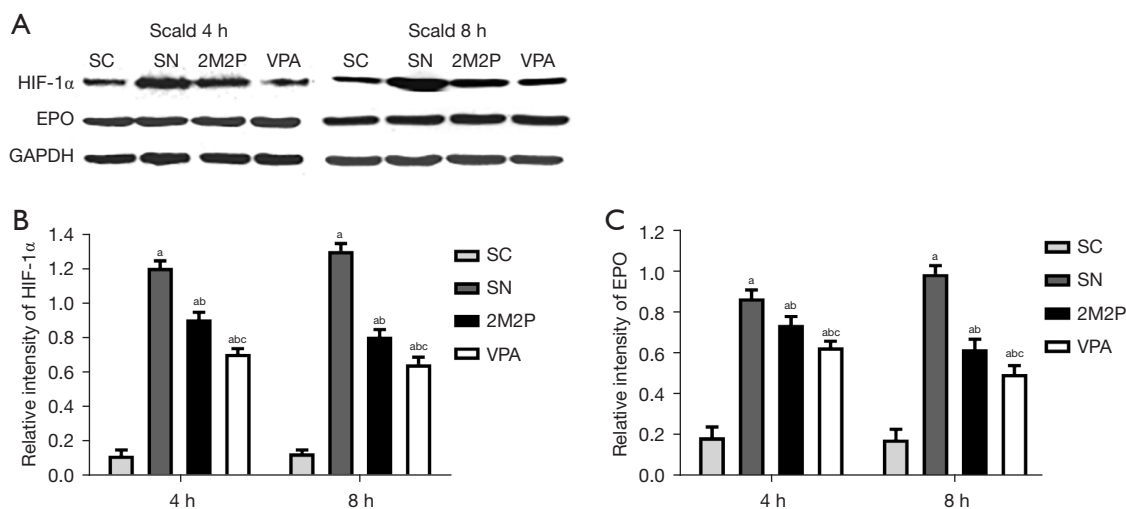 A
Scald 4 h
Scald 8 h
SC SN 2M2P VPA
SC SN 2M2P VPA
HIF-1α
EPO
GAPDH
B
Relative intensity of HIF-1α
1.4
1.2
1.0
0.8
0.6
0.4
0.2
0.0
a
ab
abc
a
ab
abc
4 h
8 h
SC
SN
2M2P
VPA
C
Relative intensity of EPO
1.2
1.0
0.8
0.6
0.4
0.2
0.0
a
ab
abc
a
ab
abc
4 h
8 h
SC
SN
2M2P
VPA